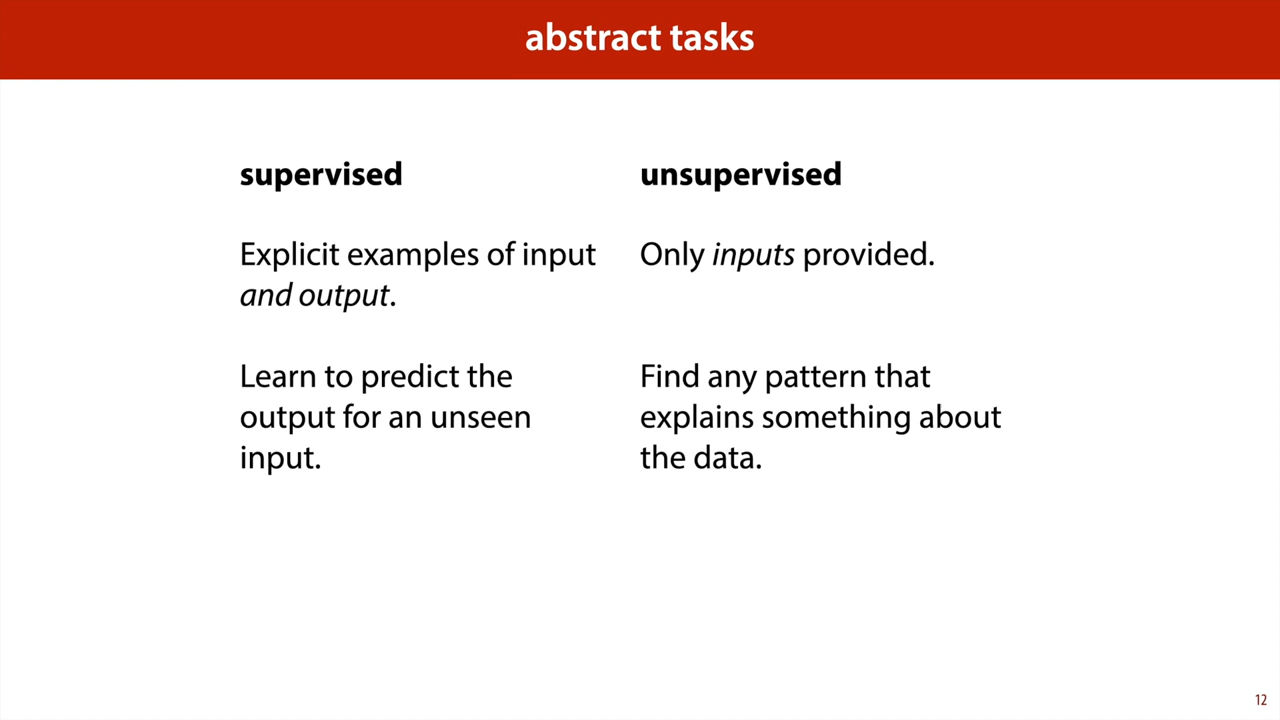 abstract tasks
supervised
Explicit examples of input
and output.
Learn to predict the
output for an unseen
input.
unsupervised
Only inputs provided.
Find any pattern that
explains something about
the data.
12